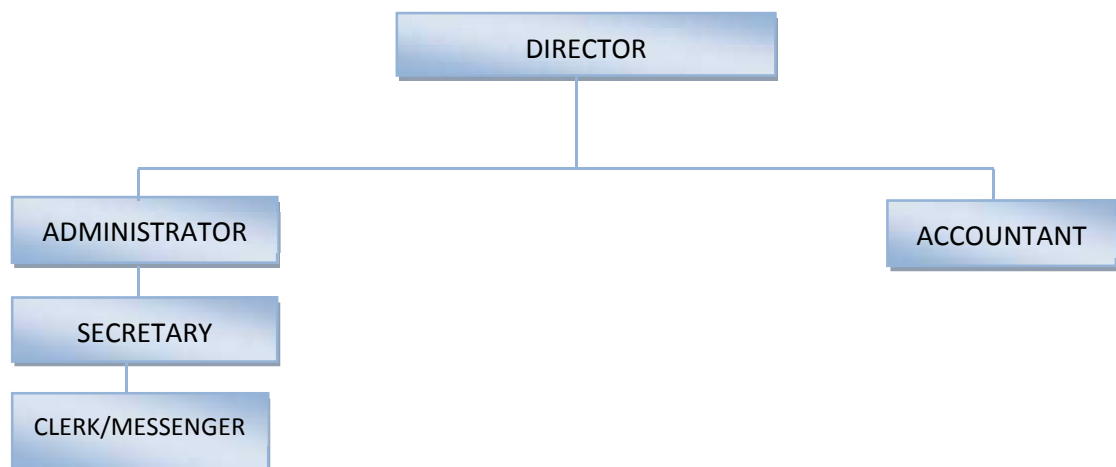 DIRECTOR
ADMINISTRATOR
ACCOUNTANT
SECRETARY
CLERK/MESSENGER